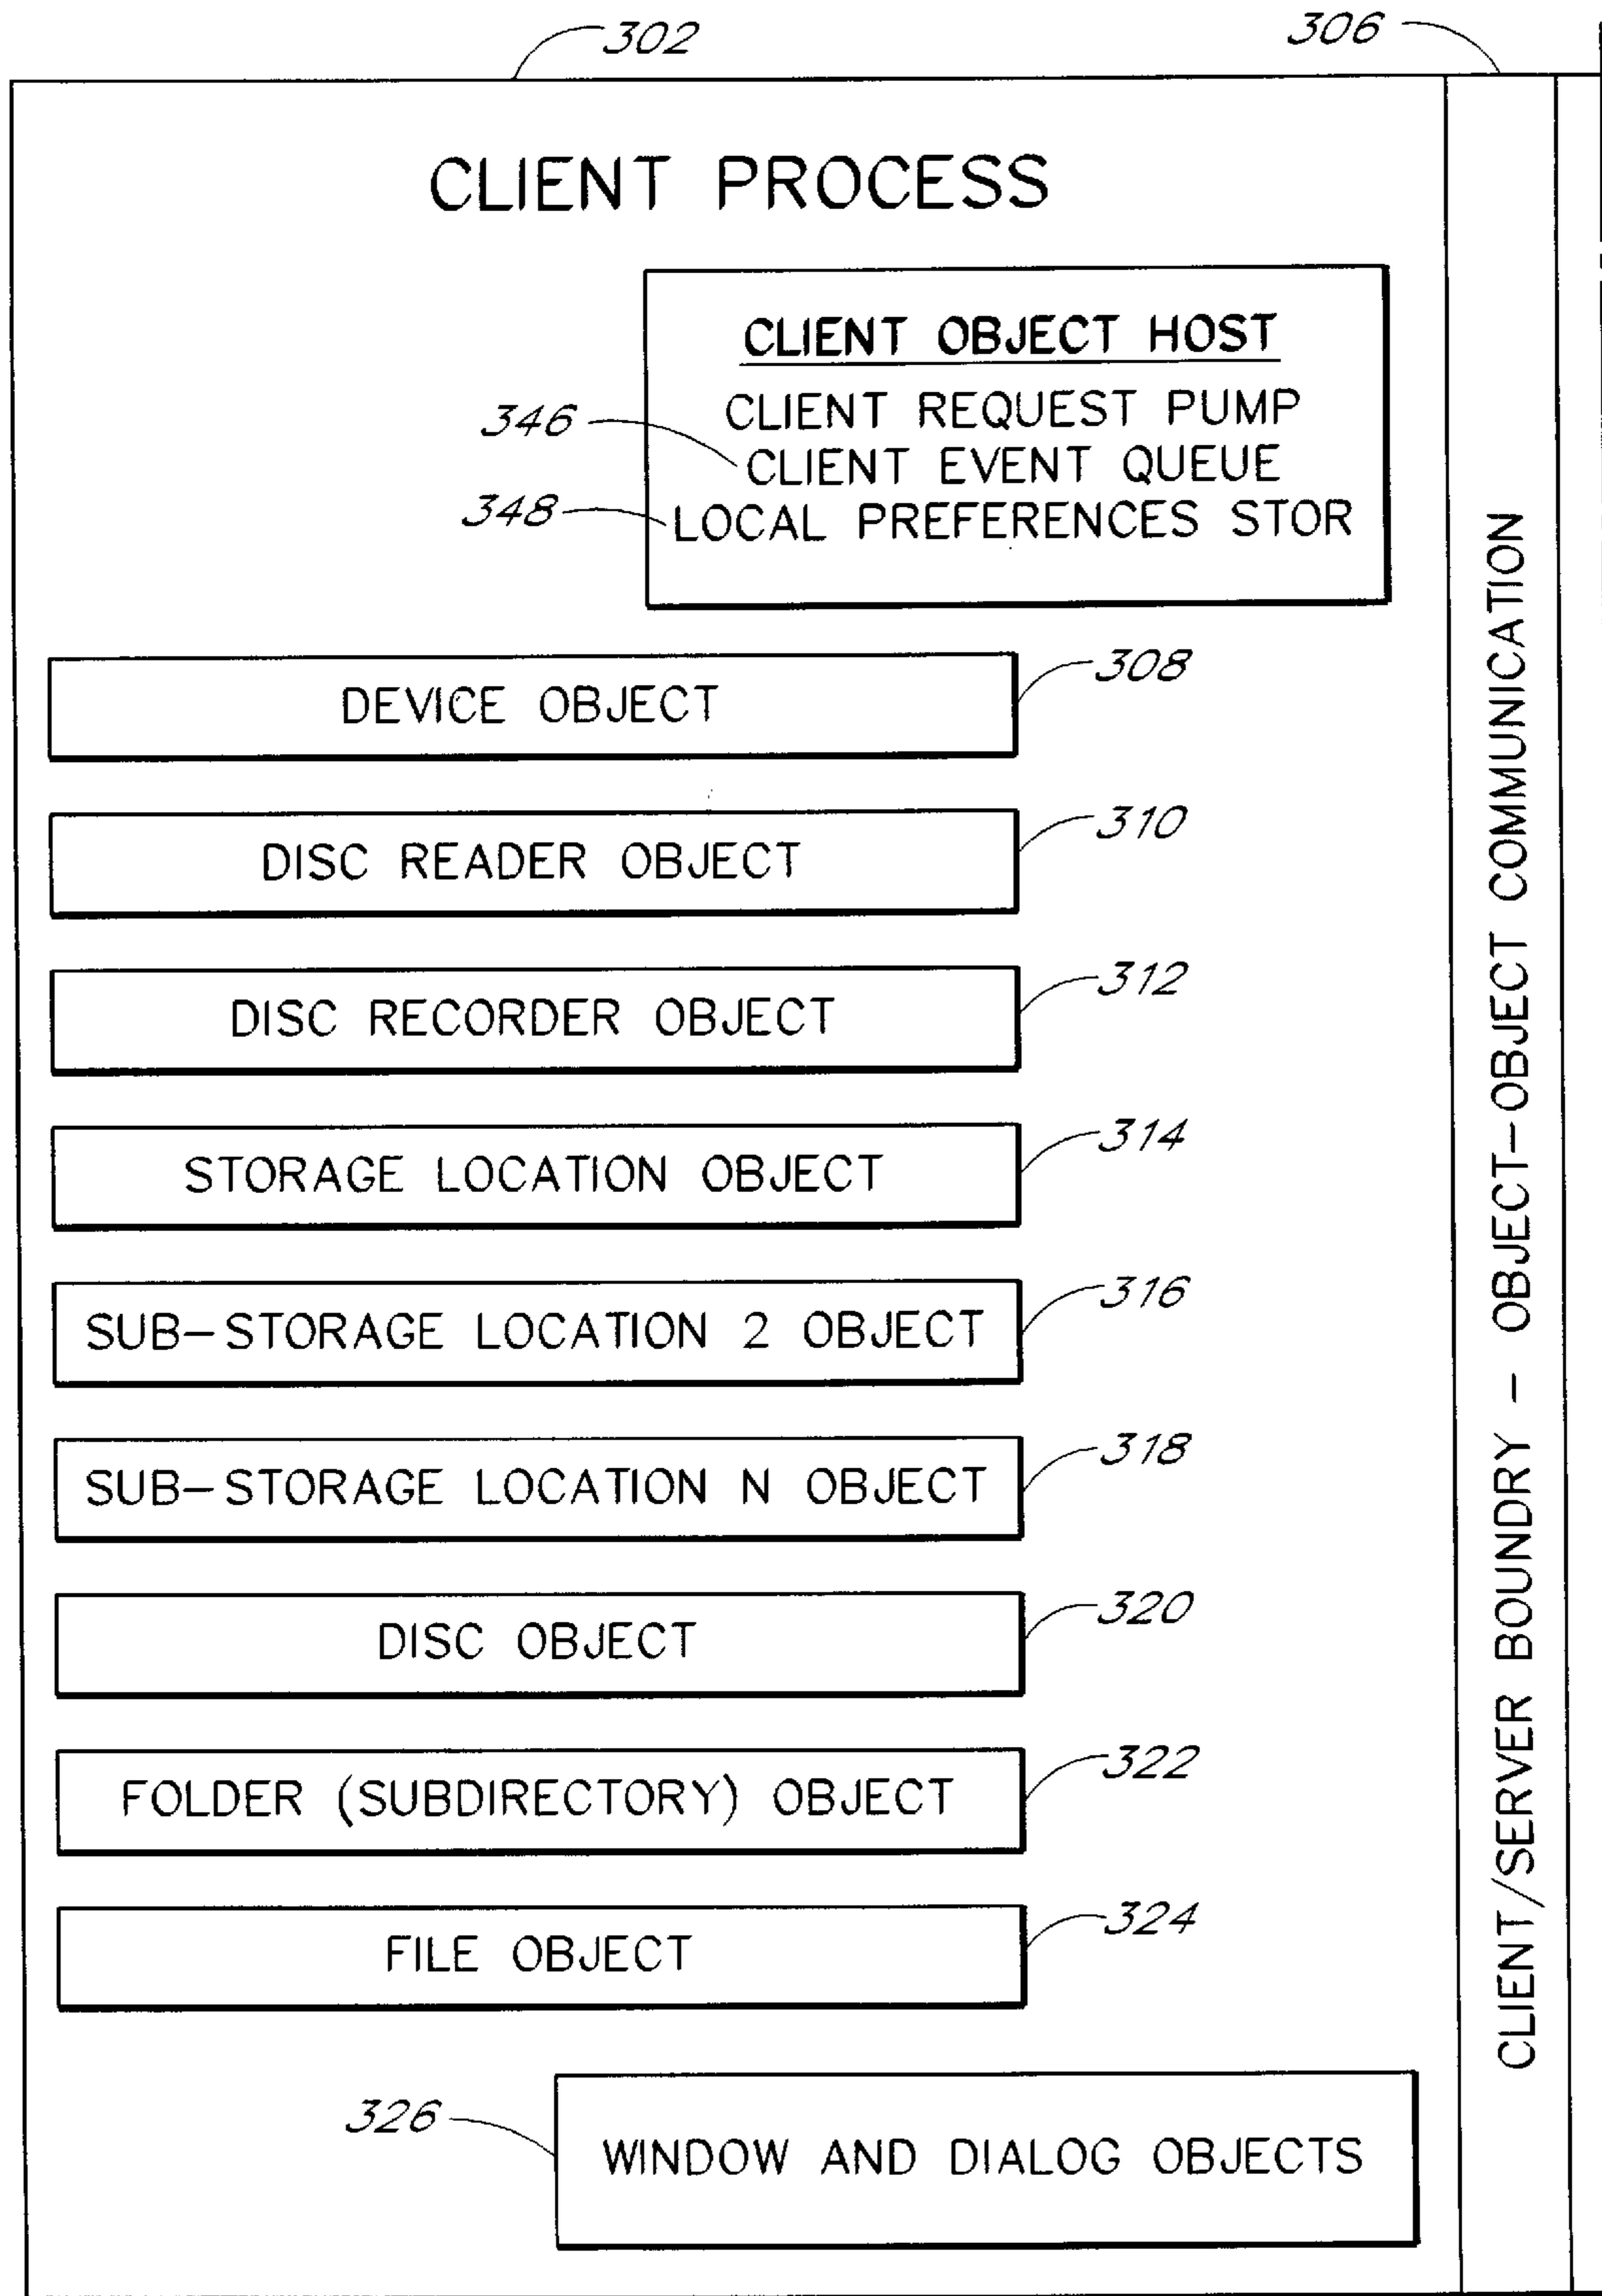 302
306
CLIENT PROCESS
CLIENT OBJECT HOST
CLIENT REQUEST PUMP
346
CLIENT EVENT QUEUE
348
LOCAL PREFERENCES STOR
DEVICE OBJECT
308
DISC READER OBJECT
310
DISC RECORDER OBJECT
312
STORAGE LOCATION OBJECT
314
SUB-STORAGE LOCATION 2 OBJECT
316
SUB-STORAGE LOCATION N OBJECT
318
DISC OBJECT
320
FOLDER (SUBDIRECTORY) OBJECT
322
FILE OBJECT
324
326
WINDOW AND DIALOG OBJECTS
CLIENT/SERVER BOUNDRY - OBJECT-OBJECT COMMUNICATION